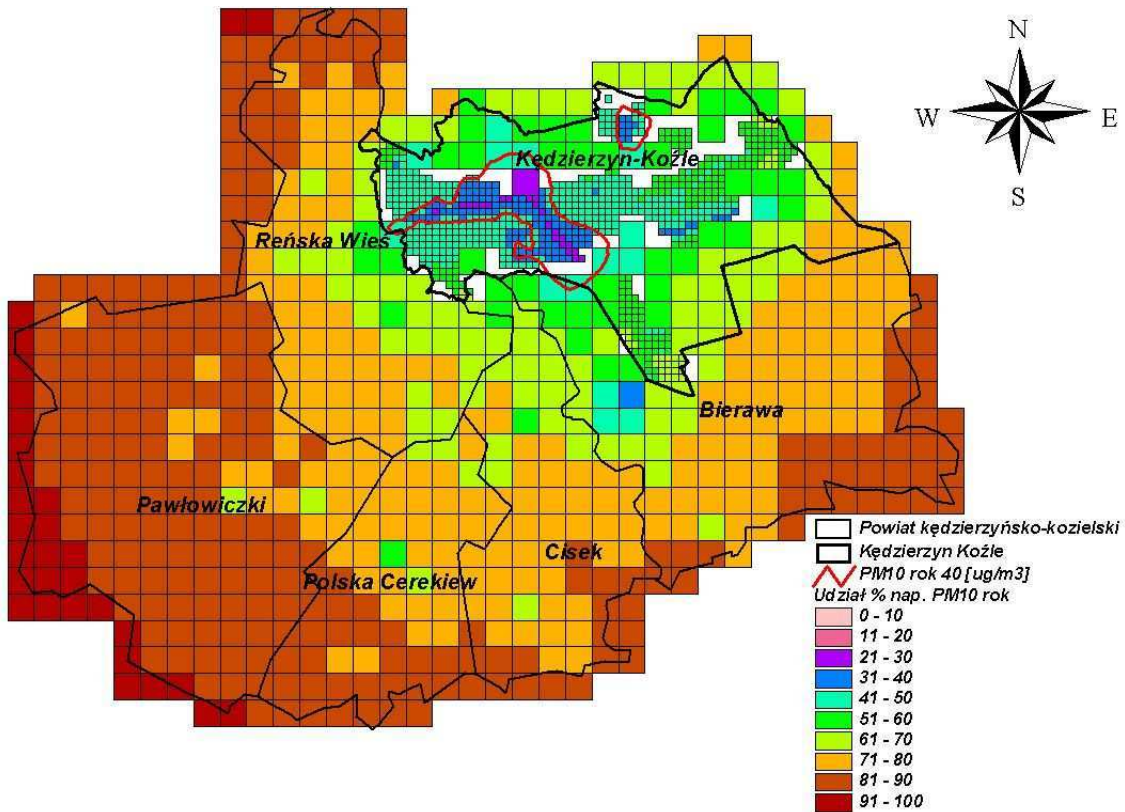 N
W E
S
Kędzierzyn-Koźle
Reńska Wieś
Bierawa
Pawłowiczki
Cisek
Polska Cerekiew
Powiat kędzierzyńsko-kozielski
Kędzierzyn Koźle
PM10 rok 40 [ug/m3]
Udział % nap. PM10 rok
0 - 10
11 - 20
21 - 30
31 - 40
41 - 50
51 - 60
61 - 70
71 - 80
81 - 90
91 - 100